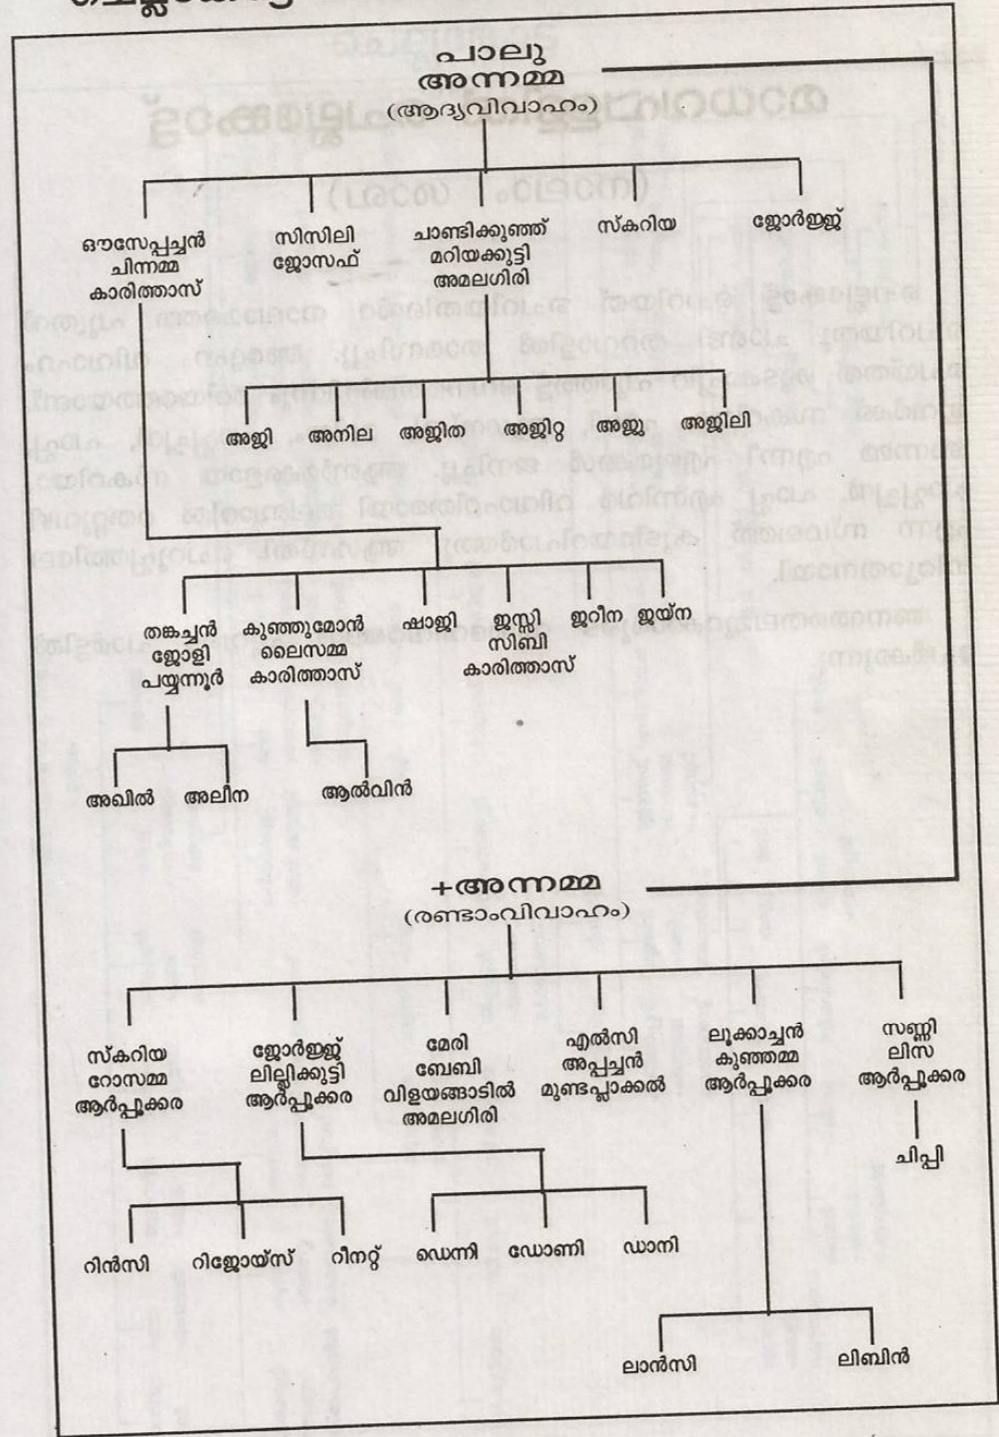 പാലു
അന്നമ്മ
(ആദ്യവിവാഹം)
ഔസേപ്പച്ചൻ
ചിന്നമ്മ
കാരിത്താസ്
സിസിലി
ജോസഫ്
ചാണ്ടിക്കുഞ്ഞ്
മറിയക്കുട്ടി
അമലഗിരി
സ്കറിയ
ജോർജ്ജ്
അജി അനില അജിത അജിറ്റ അജു അജിലി
തങ്കച്ചൻ
ജോളി
പയ്യന്നൂർ
കുഞ്ഞുമോൻ
ലൈസമ്മ
കാരിത്താസ്
ഷാജി
ജസ്സി
സിബി
കാരിത്താസ്
ജറീന
ജയ്ന
അഖിൽ അലീന ആൽവിൻ
+അന്നമ്മ
(രണ്ടാംവിവാഹം)
സ്കറിയ
റോസമ്മ
ആർപ്പൂക്കര
ജോർജ്ജ്
ലില്ലിക്കുട്ടി
ആർപ്പൂക്കര
മേരി
ബേബി
വിളയങ്ങാടിൽ
അമലഗിരി
എൽസി
അപ്പച്ചൻ
മുണ്ടപ്ലാക്കൽ
ലൂക്കാച്ചൻ
കുഞ്ഞമ്മ
ആർപ്പൂക്കര
സണ്ണി
ലിസ
ആർപ്പൂക്കര
ചിപ്പി
റിൻസി റിജോയ്സ് റീനറ്റ് ഡെന്നി ഡോണി ഡാനി
ലാൻസി ലിബിൻ